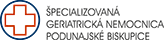 ŠPECIALIZOVANÁ
GERIATRICKÁ NEMOCNICA
PODUNAJSKÉ BISKUPICE